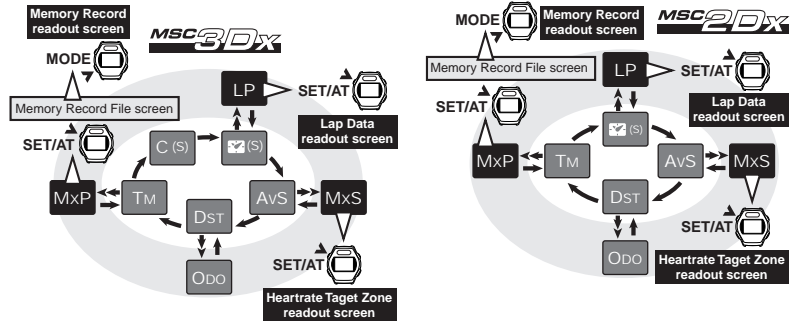 Memory Record
readout screen
MSC3Dx
MODE
Memory Record File screen
SET/AT
LP
SET/AT
Lap Data
readout screen
C (S)
(S)
MxP
TM
AvS
MxS
DST
SET/AT
ODO
Heartrate Taget Zone
readout screen
MODE
Memory Record
readout screen
MSC2Dx
Memory Record File screen
SET/AT
LP
SET/AT
Lap Data
readout screen
(S)
MxP
TM
AvS
MxS
DST
SET/AT
ODO
Heartrate Taget Zone
readout screen